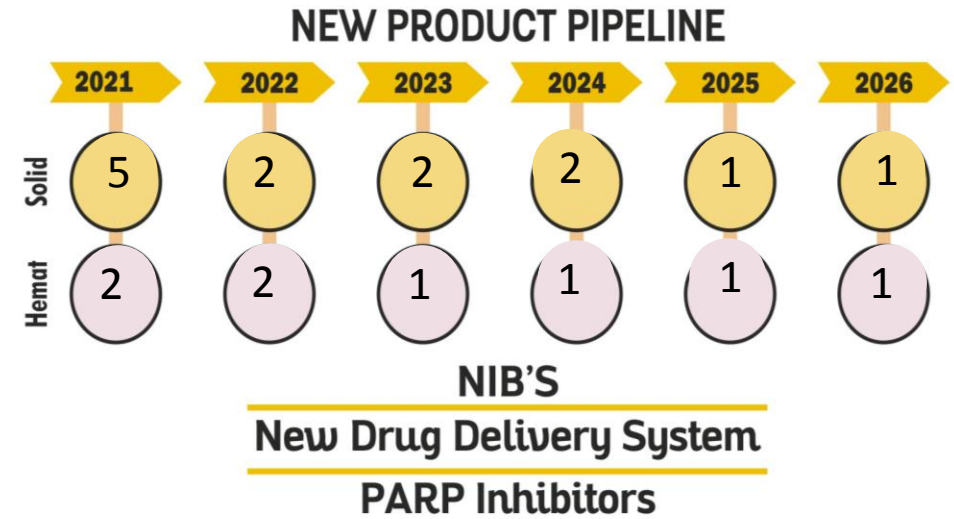 NEW PRODUCT PIPELINE
2021 2022 2023 2024 2025 2026
Solid 5 2 2 2 1 1
Hemat 2 2 1 1 1 1
NIB'S
New Drug Delivery System
PARP Inhibitors